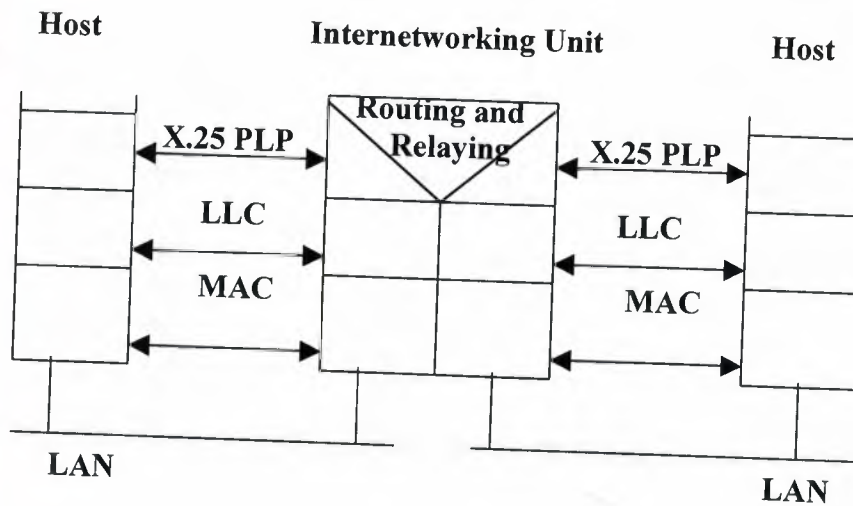 Host
Internetworking Unit
Host
Routing and
Relaying
X.25 PLP
X.25 PLP
LLC
LLC
MAC
MAC
LAN
LAN